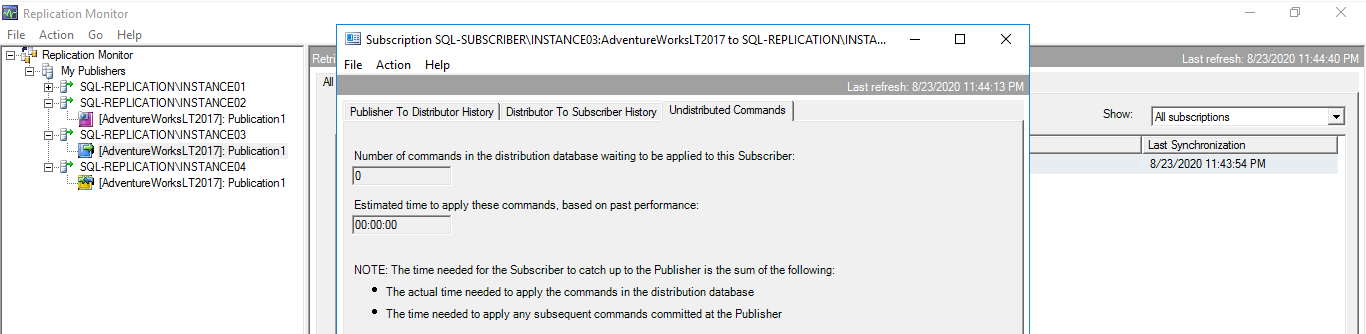 Replication Monitor
File Action Go Help
Replication Monitor
My Publishers
SQL-REPLICATION\INSTANCE01
SQL-REPLICATION\INSTANCE02
[AdventureWorksLT2017]: Publication1
SQL-REPLICATION\INSTANCE03
[AdventureWorksLT2017]: Publication1
SQL-REPLICATION\INSTANCE04
[AdventureWorksLT2017]: Publication1
Retri
Last refresh: 8/23/2020 11:44:40 PM
All
Show: All subscriptions
Last Synchronization
8/23/2020 11:43:54 PM
Subscription SQL-SUBSCRIBER\INSTANCE03:AdventureWorksLT2017 to SQL-REPLICATION\INSTA...
File Action Help
Last refresh: 8/23/2020 11:44:13 PM
Publisher To Distributor History Distributor To Subscriber History Undistributed Commands
Number of commands in the distribution database waiting to be applied to this Subscriber:
0
Estimated time to apply these commands, based on past performance:
00:00:00
NOTE: The time needed for the Subscriber to catch up to the Publisher is the sum of the following:
• The actual time needed to apply the commands in the distribution database
• The time needed to apply any subsequent commands committed at the Publisher